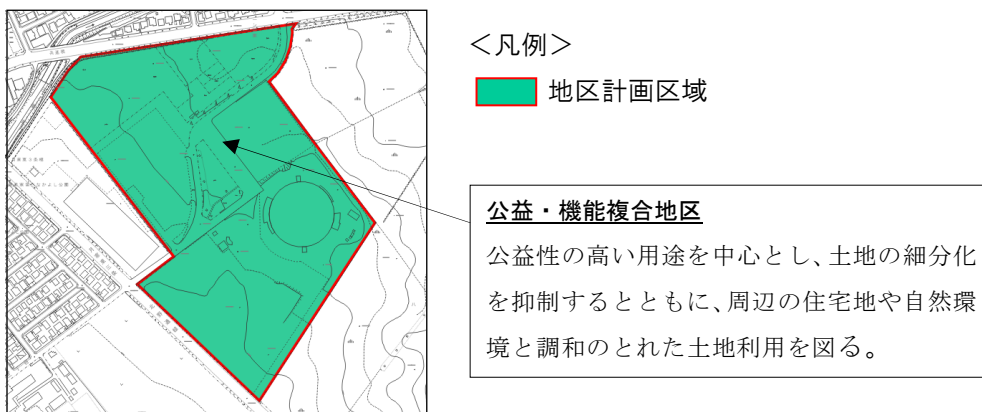 <凡例>
地区計画区域
公益・機能複合地区
公益性の高い用途を中心とし、土地の細分化
を抑制するとともに、周辺の住宅地や自然環
境と調和のとれた土地利用を図る。